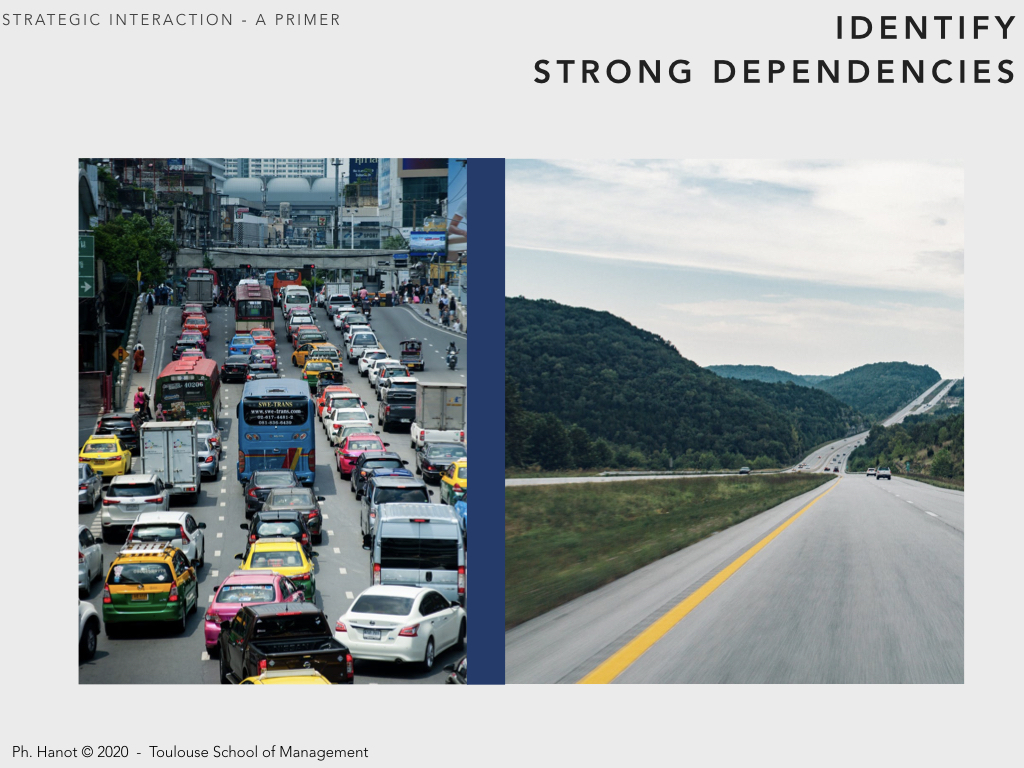 STRATEGIC INTERACTION - A PRIMER
IDENTIFY
STRONG DEPENDENCIES
SWE-TRANS
www.swe-trans.com
Ph. Hanot © 2020 - Toulouse School of Management